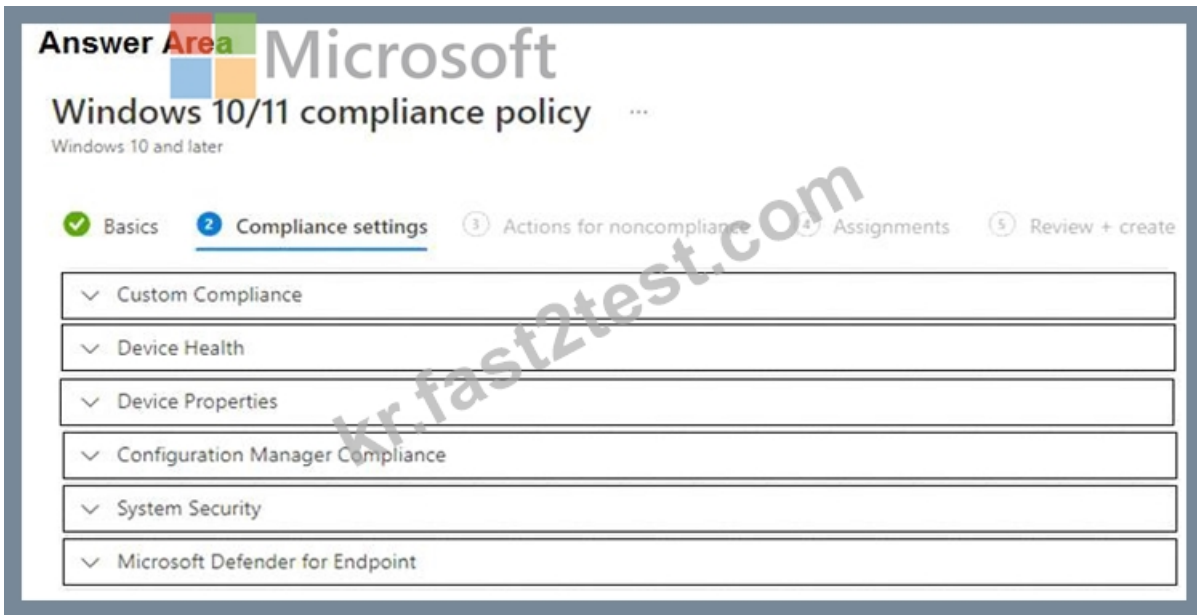 Answer Area
Microsoft
Windows 10/11 compliance policy ...
Windows 10 and later
Basics 2 Compliance settings 3 Actions for noncompliance 4 Assignments 5 Review + create
Custom Compliance
Device Health
Device Properties
Configuration Manager Compliance
System Security
Microsoft Defender for Endpoint
kr.fast2test.com